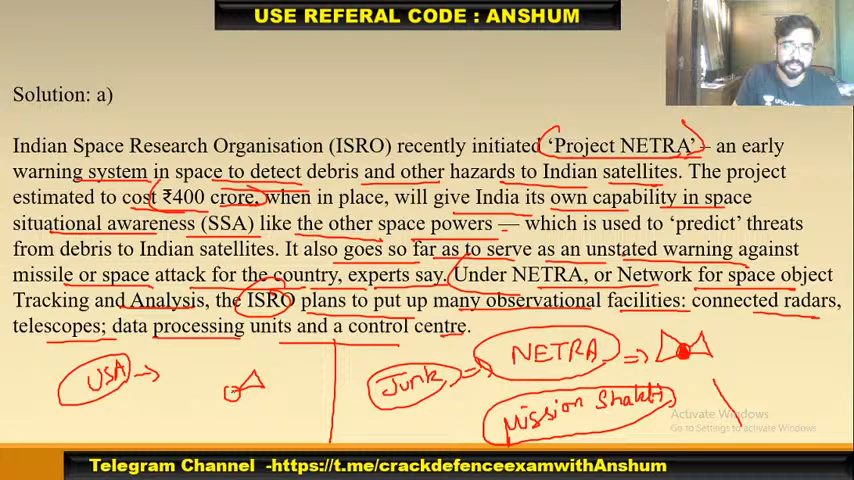 USE REFERAL CODE : ANSHUM
Solution: a)
Indian Space Research Organisation (ISRO) recently initiated ‘Project NETRA’ – an early
warning system in space to detect debris and other hazards to Indian satellites. The project
estimated to cost ₹400 crore, when in place, will give India its own capability in space
situational awareness (SSA) like the other space powers — which is used to ‘predict’ threats
from debris to Indian satellites. It also goes so far as to serve as an unstated warning against
missile or space attack for the country, experts say. Under NETRA, or Network for space object
Tracking and Analysis, the ISRO plans to put up many observational facilities: connected radars,
telescopes; data processing units and a control centre.
USA
Junk
NETRA
Mission Shakti
Activate Windows
Go to Settings to activate Windows.
Telegram Channel -https://t.me/crackdefenceexamwithAnshum